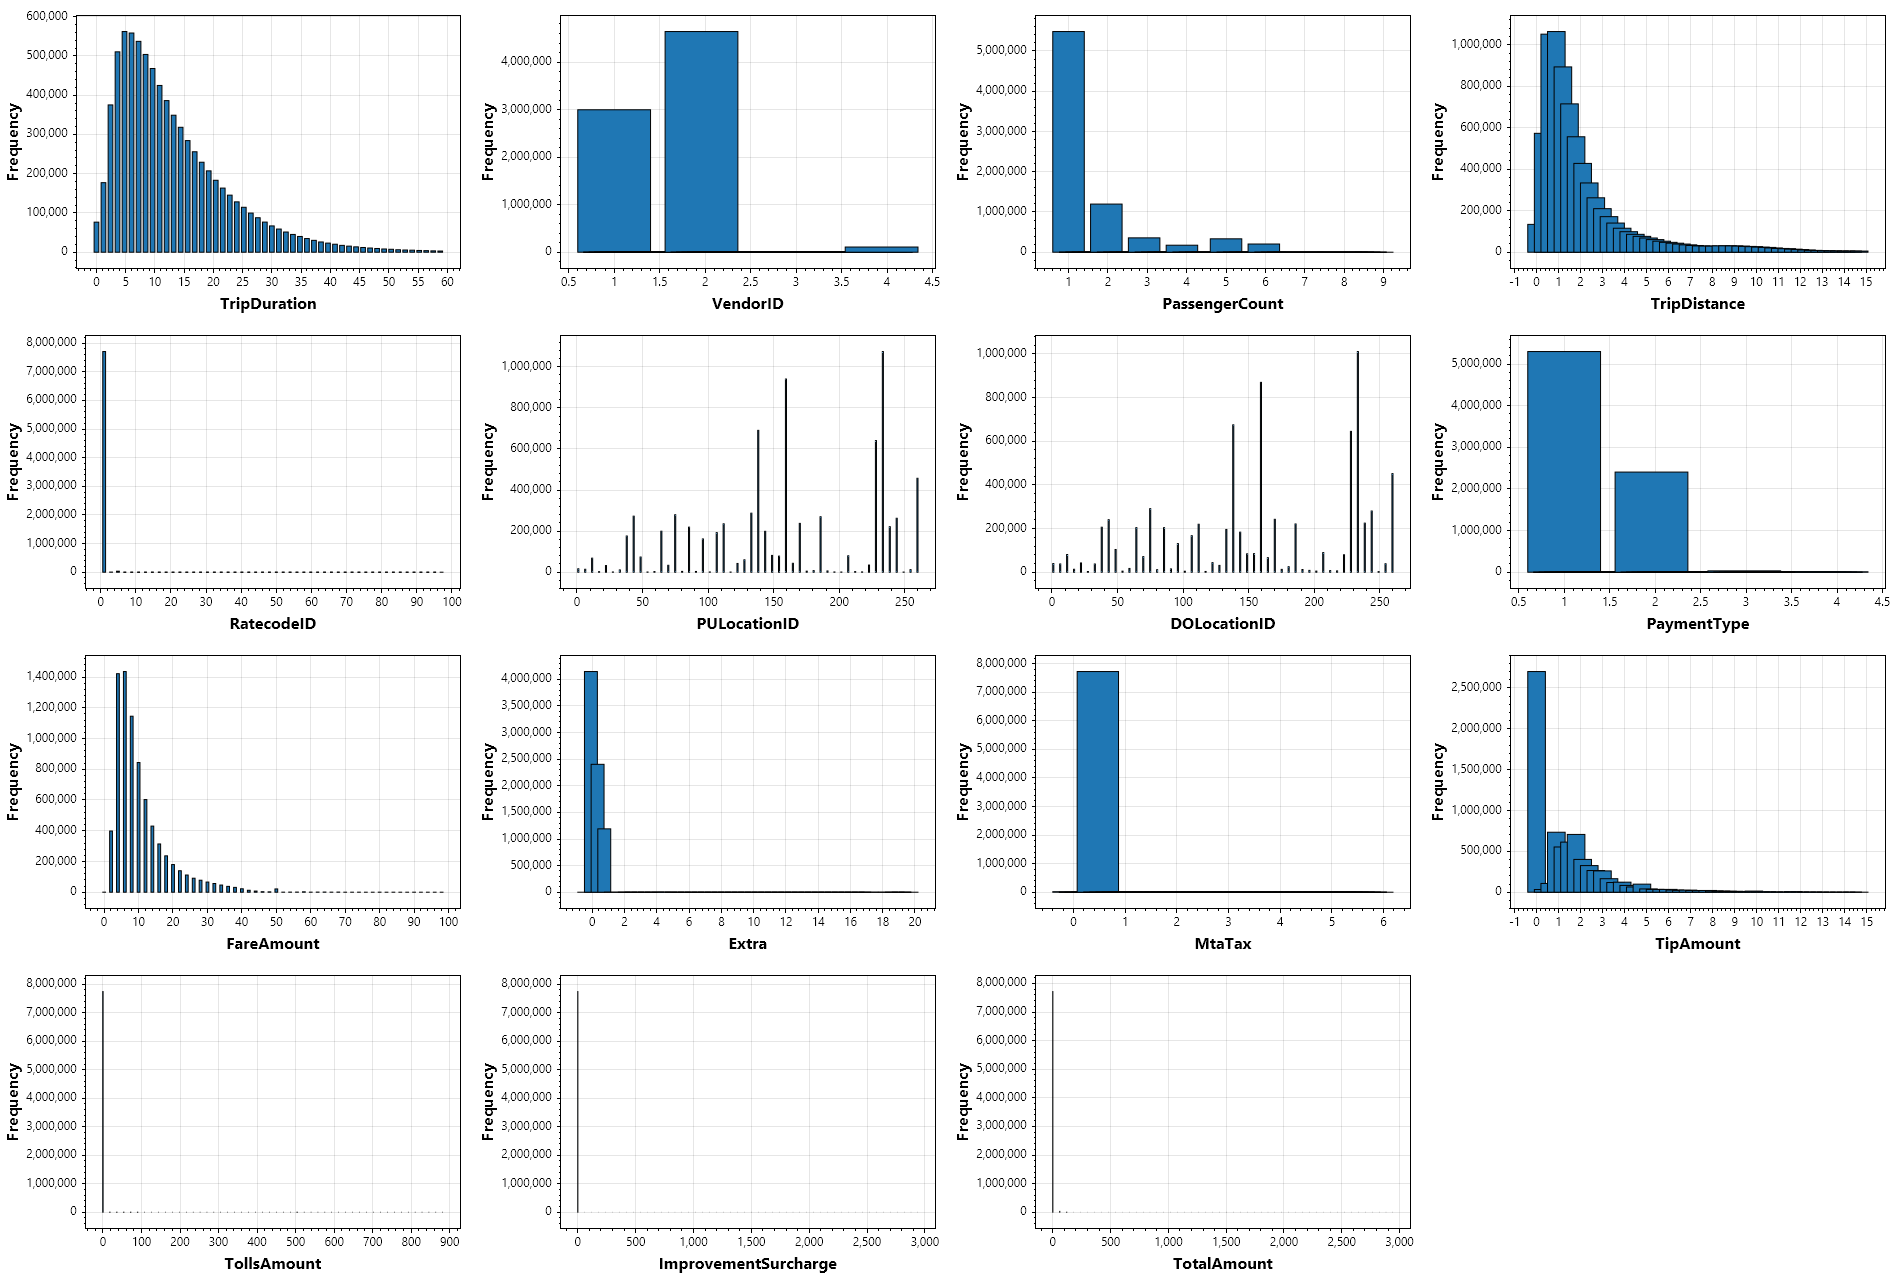 600,000
500,000
400,000
300,000
200,000
100,000
0
Frequency
0 5 10 15 20 25 30 35 40 45 50 55 60
TripDuration
4,000,000
3,000,000
2,000,000
1,000,000
0
Frequency
0.5 1 1.5 2 2.5 3 3.5 4 4.5
VendorID
5,000,000
4,000,000
3,000,000
2,000,000
1,000,000
0
Frequency
1 2 3 4 5 6 7 8 9
PassengerCount
1,000,000
800,000
600,000
400,000
200,000
0
Frequency
-1 0 1 2 3 4 5 6 7 8 9 10 11 12 13 14 15
TripDistance
8,000,000
7,000,000
6,000,000
5,000,000
4,000,000
3,000,000
2,000,000
1,000,000
0
Frequency
0 10 20 30 40 50 60 70 80 90 100
RatecodeID
1,000,000
800,000
600,000
400,000
200,000
0
Frequency
0 50 100 150 200 250
PULocationID
1,000,000
800,000
600,000
400,000
200,000
0
Frequency
0 50 100 150 200 250
DOLocationID
5,000,000
4,000,000
3,000,000
2,000,000
1,000,000
0
Frequency
0.5 1 1.5 2 2.5 3 3.5 4 4.5
PaymentType
1,400,000
1,200,000
1,000,000
800,000
600,000
400,000
200,000
0
Frequency
0 10 20 30 40 50 60 70 80 90 100
FareAmount
4,000,000
3,500,000
3,000,000
2,500,000
2,000,000
1,500,000
1,000,000
500,000
0
Frequency
0 2 4 6 8 10 12 14 16 18 20
Extra
8,000,000
7,000,000
6,000,000
5,000,000
4,000,000
3,000,000
2,000,000
1,000,000
0
Frequency
0 1 2 3 4 5 6
MtaTax
2,500,000
2,000,000
1,500,000
1,000,000
500,000
0
Frequency
-1 0 1 2 3 4 5 6 7 8 9 10 11 12 13 14 15
TipAmount
8,000,000
7,000,000
6,000,000
5,000,000
4,000,000
3,000,000
2,000,000
1,000,000
0
Frequency
0 100 200 300 400 500 600 700 800 900
TollsAmount
8,000,000
7,000,000
6,000,000
5,000,000
4,000,000
3,000,000
2,000,000
1,000,000
0
Frequency
0 500 1,000 1,500 2,000 2,500 3,000
ImprovementSurcharge
8,000,000
7,000,000
6,000,000
5,000,000
4,000,000
3,000,000
2,000,000
1,000,000
0
Frequency
0 500 1,000 1,500 2,000 2,500 3,000
TotalAmount